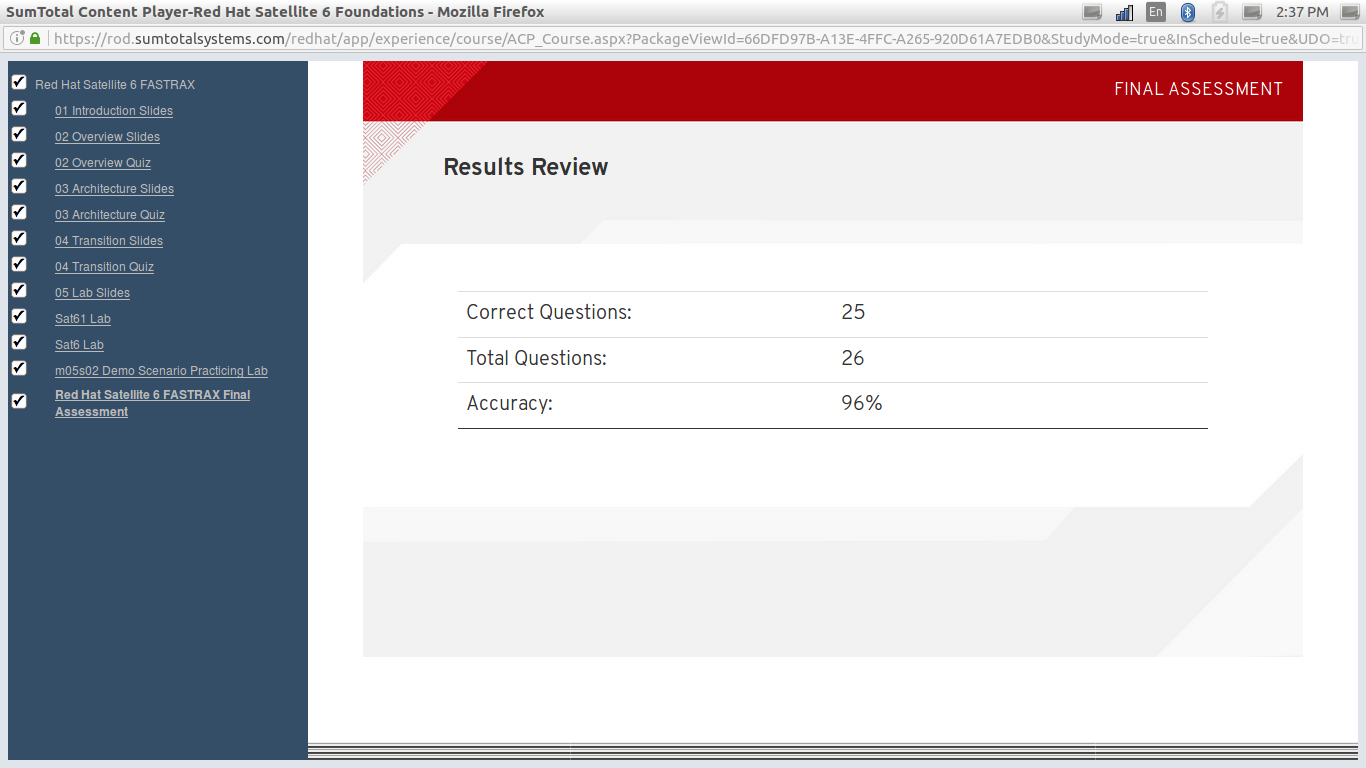 SumTotal Content Player-Red Hat Satellite 6 Foundations - Mozilla Firefox
En
2:37 PM
https://rod.sumtotalsystems.com/redhat/app/experience/course/ACP_Course.aspx?PackageViewId=66DFD97B-A13E-4FFC-A265-920D61A7EDB0&StudyMode=true&InSchedule=true&UDO=tru
Red Hat Satellite 6 FASTRAX
01 Introduction Slides
02 Overview Slides
02 Overview Quiz
03 Architecture Slides
03 Architecture Quiz
04 Transition Slides
04 Transition Quiz
05 Lab Slides
Sat61 Lab
Sat6 Lab
m05s02 Demo Scenario Practicing Lab
Red Hat Satellite 6 FASTRAX Final
Assessment
FINAL ASSESSMENT
Results Review
Correct Questions: 25
Total Questions: 26
Accuracy: 96%